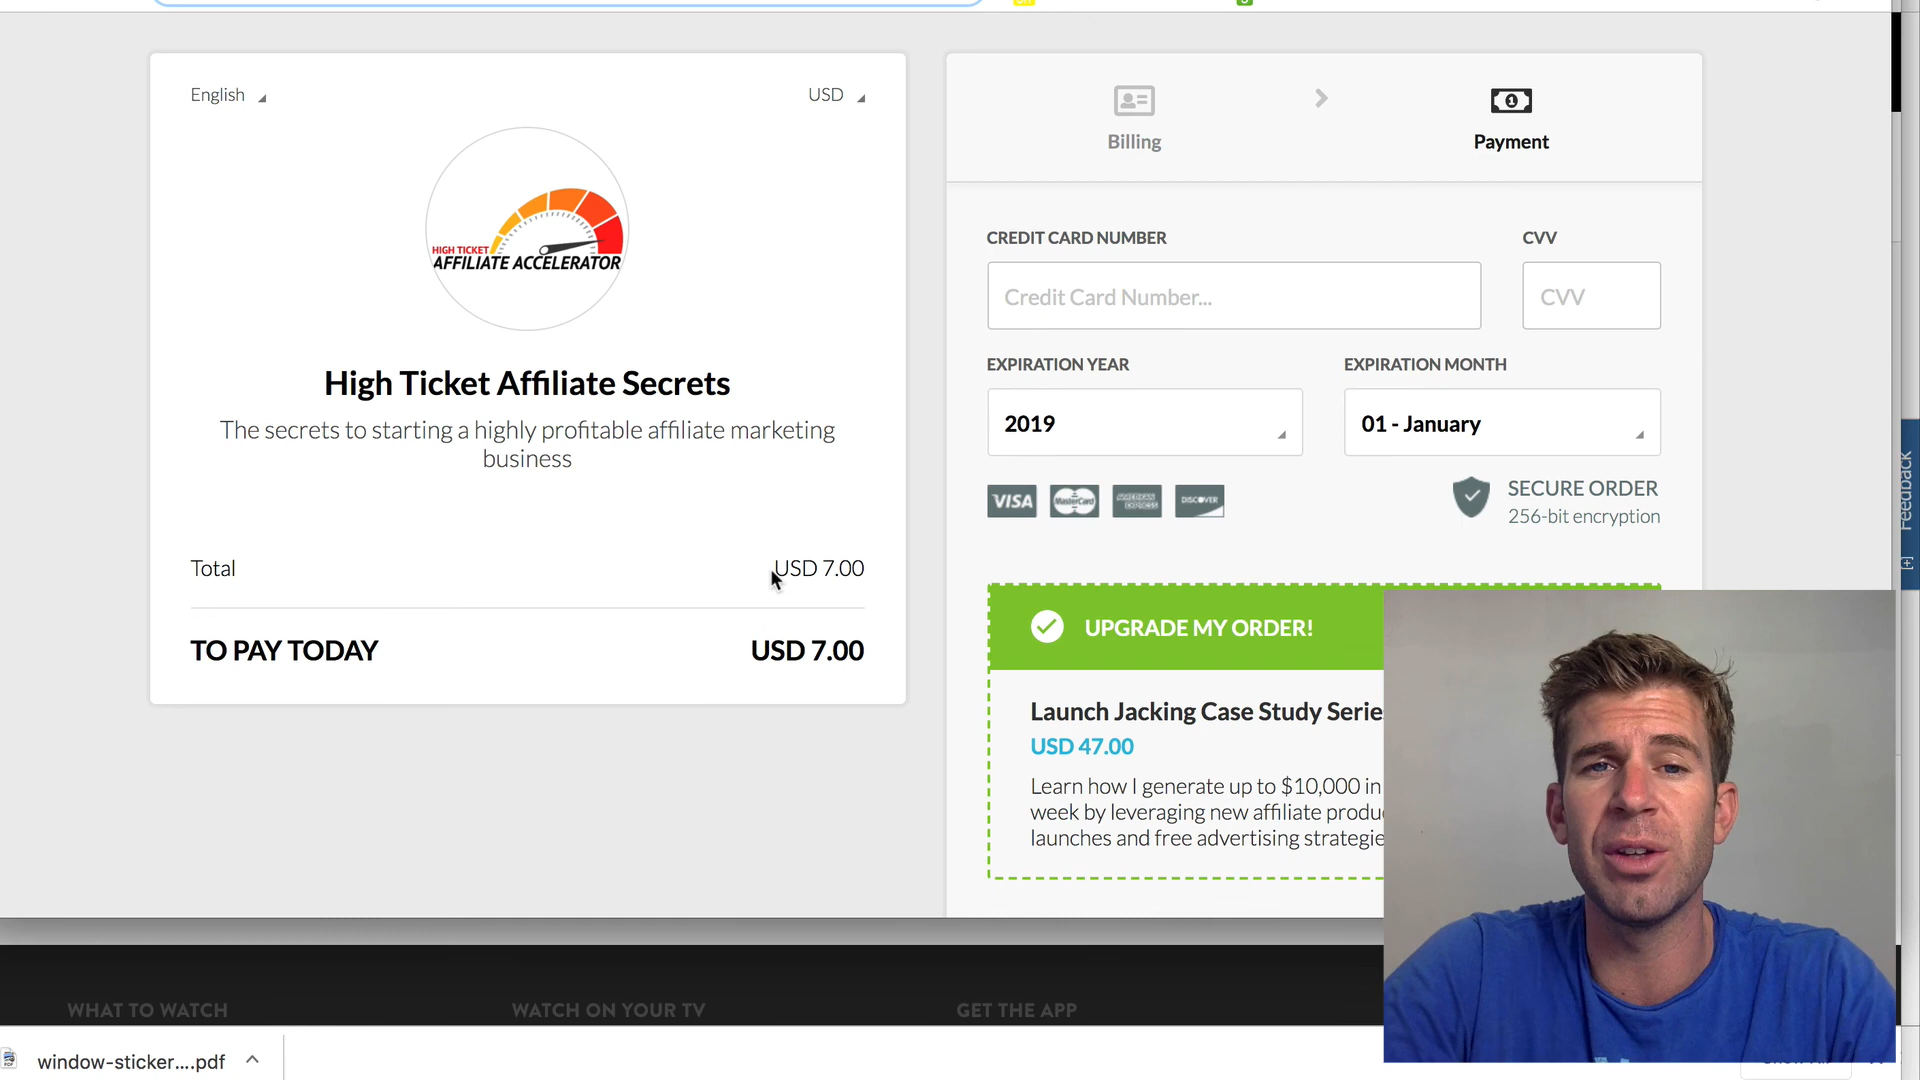 English
USD
HIGH TICKET
AFFILIATE ACCELERATOR
High Ticket Affiliate Secrets
The secrets to starting a highly profitable affiliate marketing
business
Total
USD 7.00
TO PAY TODAY
USD 7.00
Billing
Payment
CREDIT CARD NUMBER
CVV
Credit Card Number...
CVV
EXPIRATION YEAR
EXPIRATION MONTH
2019
01 - January
VISA
MasterCard
AMERICAN EXPRESS
DISCOVER
SECURE ORDER
256-bit encryption
UPGRADE MY ORDER!
Launch Jacking Case Study Serie
USD 47.00
Learn how I generate up to $10,000 in
week by leveraging new affiliate produ
launches and free advertising strategie
Feedback
WHAT TO WATCH
WATCH ON YOUR TV
GET THE APP
window-sticker....pdf